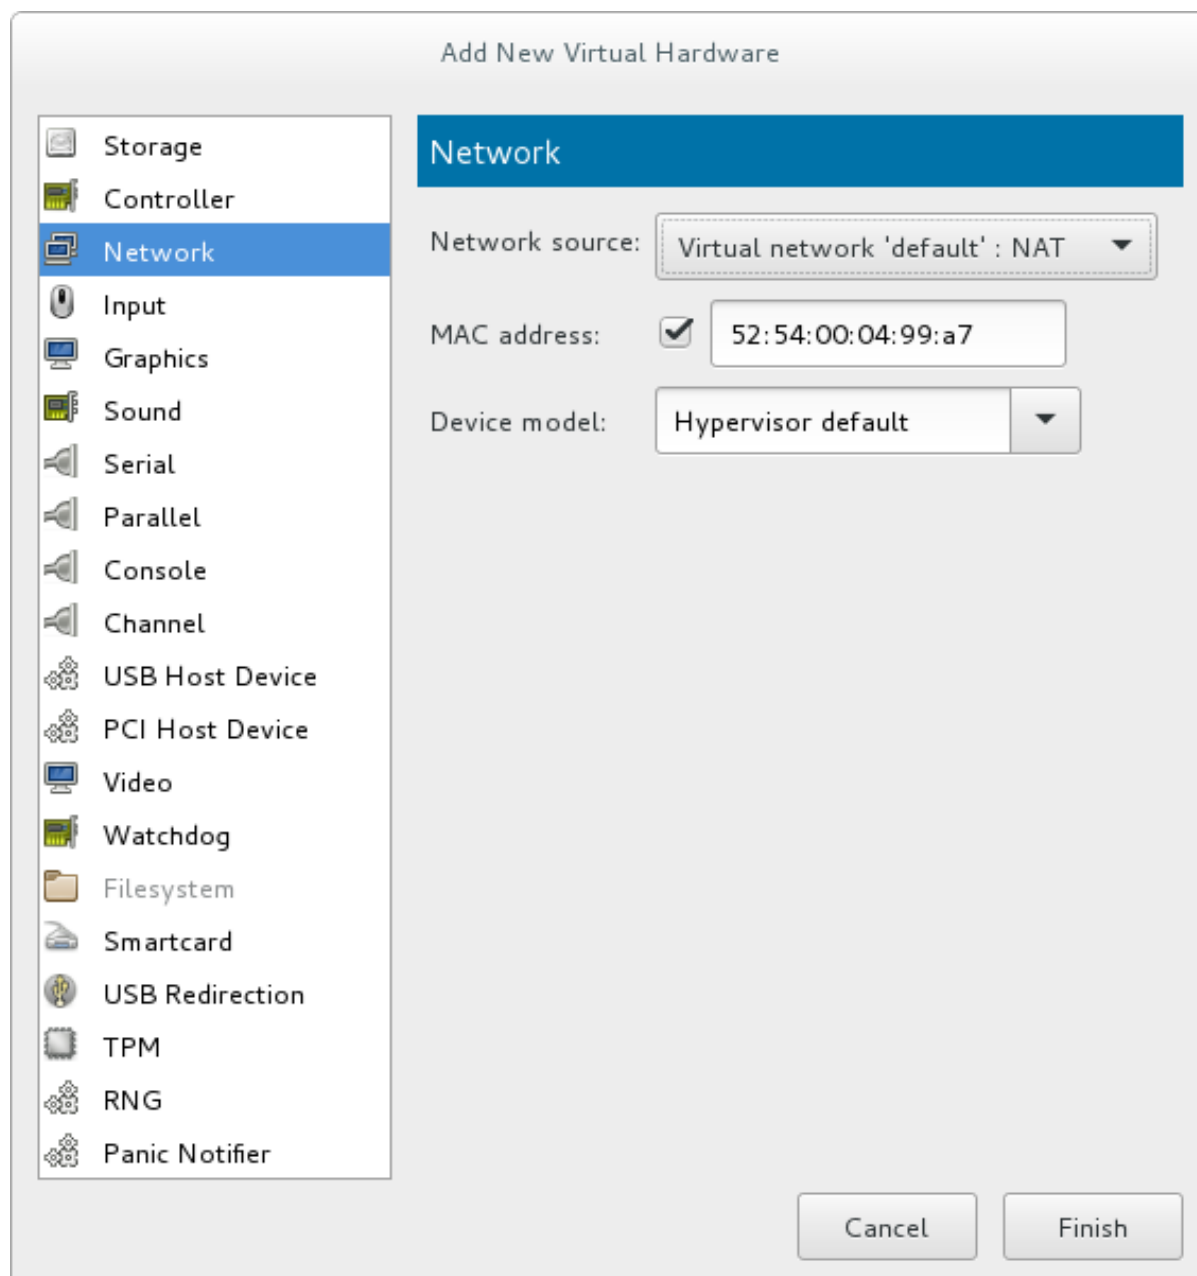 Add New Virtual Hardware
Storage
Controller
Network
Input
Graphics
Sound
Serial
Parallel
Console
Channel
USB Host Device
PCI Host Device
Video
Watchdog
Filesystem
Smartcard
USB Redirection
TPM
RNG
Panic Notifier
Network
Network source: Virtual network 'default' : NAT
MAC address: 52:54:00:04:99:a7
Device model: Hypervisor default
Cancel Finish